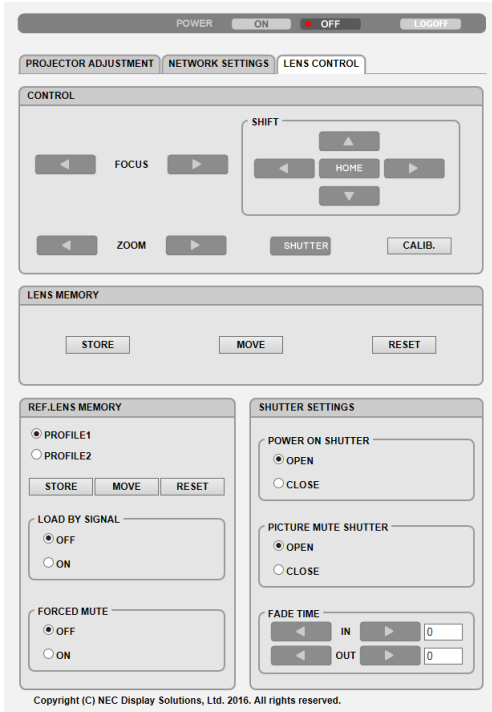 POWER ON OFF LOGOFF
PROJECTOR ADJUSTMENT NETWORK SETTINGS LENS CONTROL
CONTROL
SHIFT
FOCUS HOME
ZOOM SHUTTER CALIB.
LENS MEMORY
STORE MOVE RESET
REF.LENS MEMORY
PROFILE1
PROFILE2
STORE MOVE RESET
LOAD BY SIGNAL
OFF
ON
FORCED MUTE
OFF
ON
SHUTTER SETTINGS
POWER ON SHUTTER
OPEN
CLOSE
PICTURE MUTE SHUTTER
OPEN
CLOSE
FADE TIME
IN 0
OUT 0
Copyright (C) NEC Display Solutions, Ltd. 2016. All rights reserved.